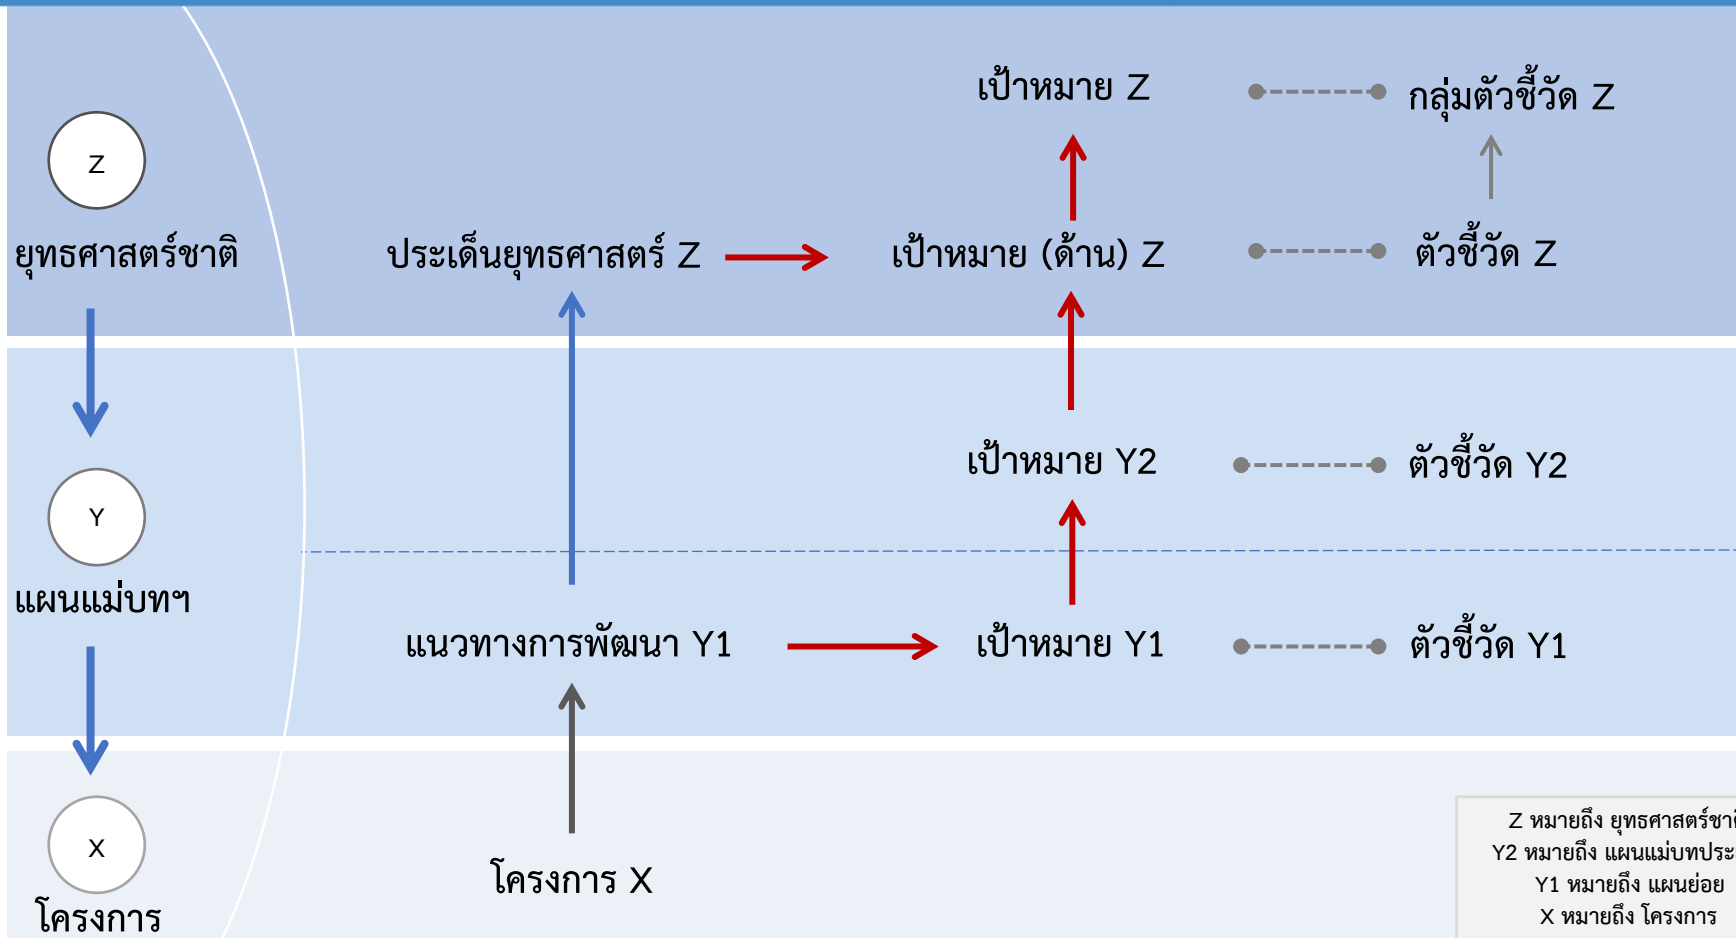 เป้าหมาย Z
กลุ่มตัวชี้วัด Z
Z
ยุทธศาสตร์ชาติ
ประเด็นยุทธศาสตร์ Z
เป้าหมาย (ด้าน) Z
ตัวชี้วัด Z
เป้าหมาย Y2
ตัวชี้วัด Y2
Y
แผนแม่บทฯ
แนวทางการพัฒนา Y1
เป้าหมาย Y1
ตัวชี้วัด Y1
X
โครงการ
โครงการ X
Z หมายถึง ยุทธศาสตร์ชาติ
Y2 หมายถึง แผนแม่บทประ
Y1 หมายถึง แผนย่อย
X หมายถึง โครงการ